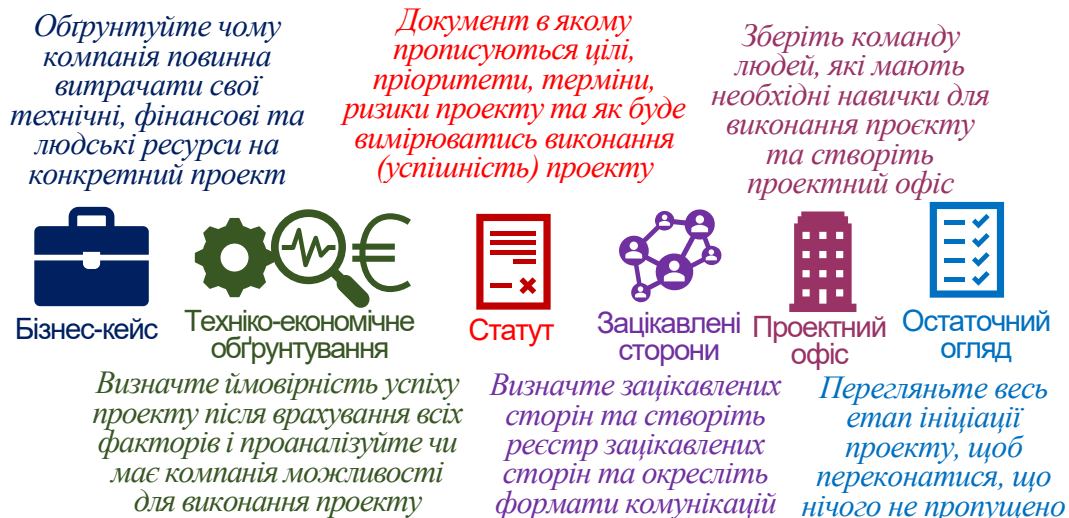 Обґрунтуйте чому
компанія повинна
витрачати свої
технічні, фінансові та
людські ресурси на
конкретний проект
Документ в якому
прописуються цілі,
пріоритети, терміни,
ризики проекту та як буде
вимірюватись виконання
(успішність) проекту
Зберіть команду
людей, які мають
необхідні навички для
виконання проєкту
та створіть
проектний офіс
Бізнес-кейс
Техніко-економічне
обґрунтування
Статут
Зацікавлені
сторони
Проектний
офіс
Остаточний
огляд
Визначте ймовірність успіху
проекту після врахування всіх
факторів і проаналізуйте чи
має компанія можливості
для виконання проекту
Визначте зацікавлених
сторін та створіть
реєстр зацікавлених
сторін та окресліть
формати комунікацій
Перегляньте весь
етап ініціації
проекту, щоб
переконатися, що
нічого не пропущено